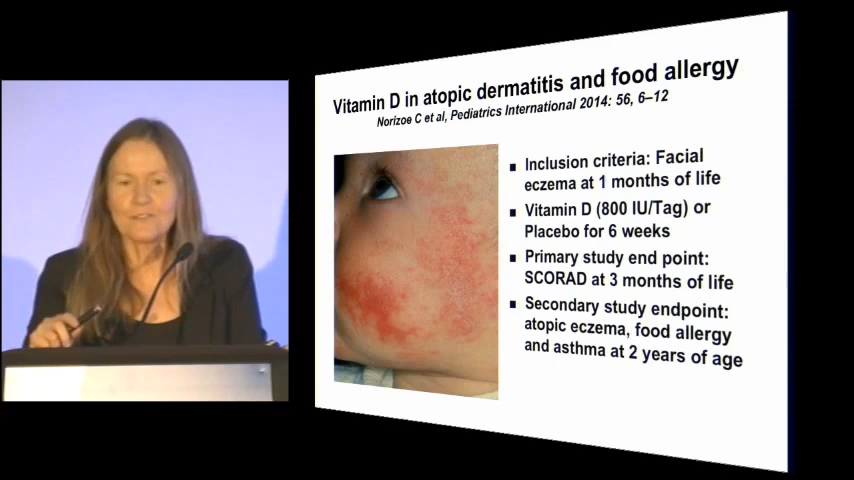 Vitamin D in atopic dermatitis and food allergy
Norizoe C et al, Pediatrics International 2014: 56, 6–12
Inclusion criteria: Facial
eczema at 1 months of life
Vitamin D (800 IU/Tag) or
Placebo for 6 weeks
Primary study end point:
SCORAD at 3 months of life
Secondary study endpoint:
atopic eczema, food allergy
and asthma at 2 years of age